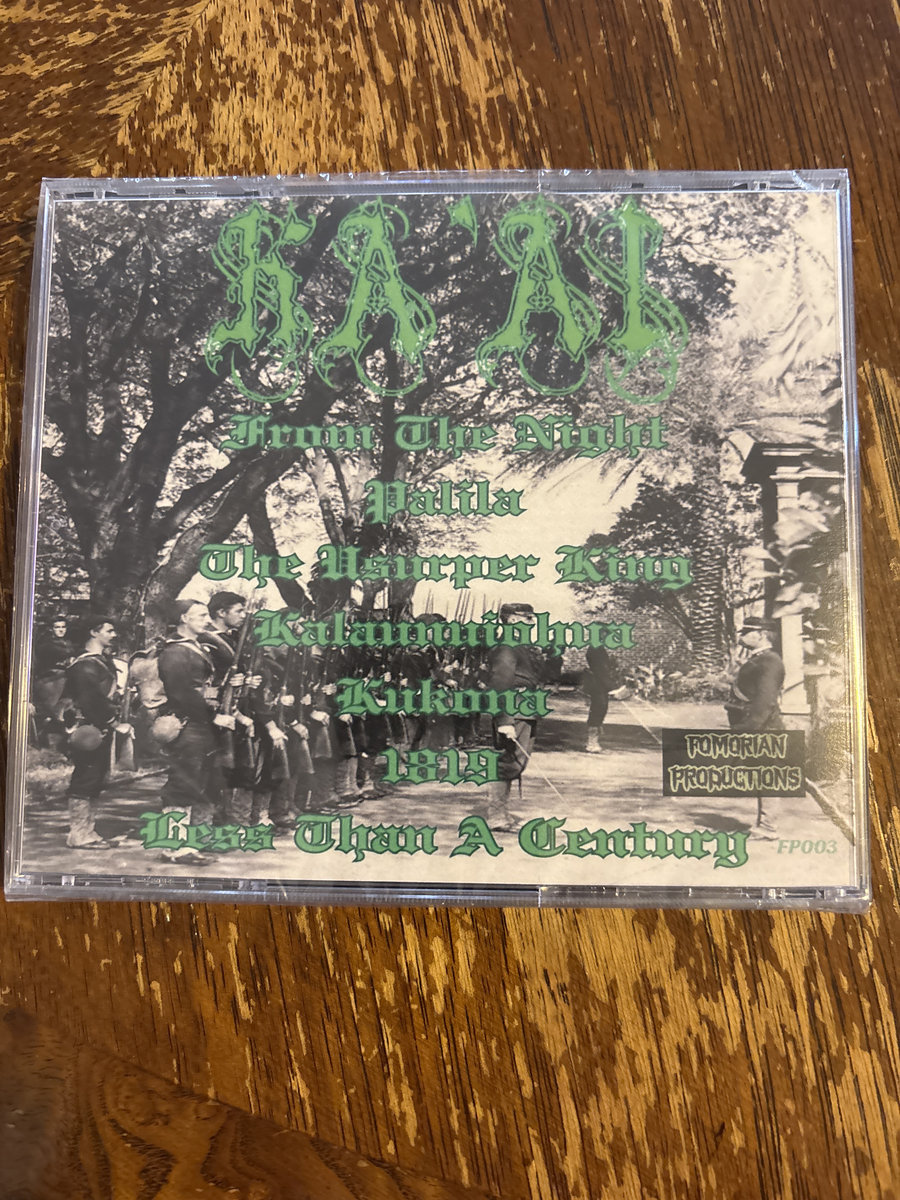 KA'AI
From The Night
Palila
The Usurper King
Kalaunuiohua
Kukona
1819
Less Than A Century
FOMORIAN
PRODUCTIONS
FP003